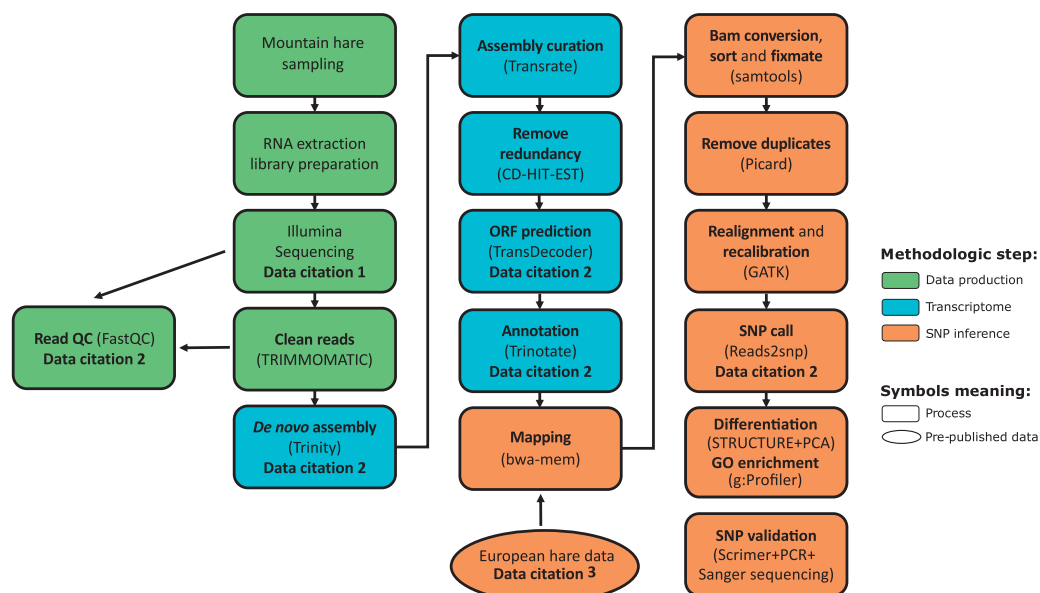 Mountain hare
sampling
RNA extraction
library preparation
Illumina
Sequencing
Data citation 1
Read QC (FastQC)
Data citation 2
Clean reads
(TRIMMOMATIC)
De novo assembly
(Trinity)
Data citation 2
Assembly curation
(Transrate)
Remove
redundancy
(CD-HIT-EST)
ORF prediction
(TransDecoder)
Data citation 2
Annotation
(Trinotate)
Data citation 2
Mapping
(bwa-mem)
European hare data
Data citation 3
Bam conversion,
sort and fixmate
(samtools)
Remove duplicates
(Picard)
Realignment and
recalibration
(GATK)
SNP call
(Reads2snp)
Data citation 2
Differentiation
(STRUCTURE+PCA)
GO enrichment
(g:Profiler)
SNP validation
(Scrimer+PCR+
Sanger sequencing)
Methodologic step:
Data production
Transcriptome
SNP inference
Symbols meaning:
Process
Pre-published data